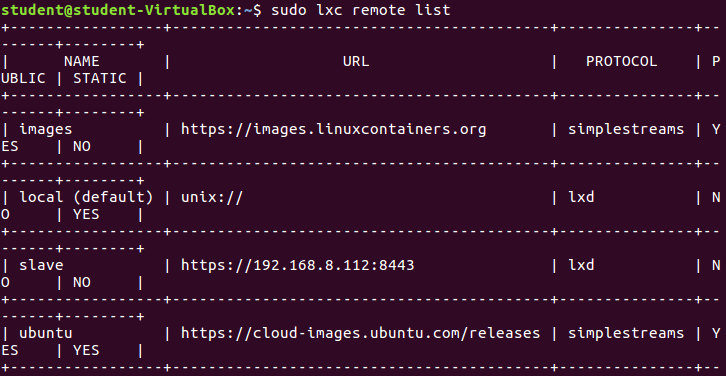 student@student-VirtualBox:~$ sudo lxc remote list
+-----------------+------------------------------------------+---------------+--
------+--------+
|      NAME       |                   URL                    |   PROTOCOL    | P
UBLIC | STATIC |
+-----------------+------------------------------------------+---------------+--
------+--------+
| images          | https://images.linuxcontainers.org       | simplestreams | Y
ES    | NO     |
+-----------------+------------------------------------------+---------------+--
------+--------+
| local (default) | unix://                                  | lxd           | N
O     | YES    |
+-----------------+------------------------------------------+---------------+--
------+--------+
| slave           | https://192.168.8.112:8443               | lxd           | N
O     | NO     |
+-----------------+------------------------------------------+---------------+--
------+--------+
| ubuntu          | https://cloud-images.ubuntu.com/releases | simplestreams | Y
ES    | YES    |
+-----------------+------------------------------------------+---------------+--